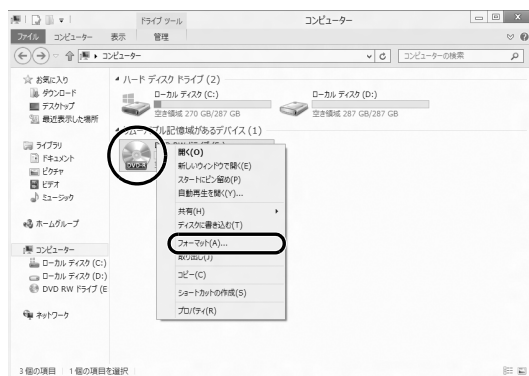 ドライブ ツール
コンピューター
ファイル コンピューター 表示 管理
コンピューター
コンピューターの検索
お気に入り
ダウンロード
デスクトップ
最近表示した場所
ライブラリ
ドキュメント
ピクチャ
ビデオ
ミュージック
ホームグループ
コンピューター
ローカル ディスク (C:)
ローカル ディスク (D:)
DVD RW ドライブ (E
ネットワーク
ハード ディスク ドライブ (2)
ローカル ディスク (C:)
空き領域 270 GB/287 GB
ローカル ディスク (D:)
空き領域 287 GB/287 GB
ブル記憶域があるデバイス (1)
DVD-R
開く(O)
新しいウィンドウで開く(E)
スタートにピン留め(P)
自動再生を開く(Y)...
共有(H)
ディスクに書き込む(T)
フォーマット(A)...
取り出し(J)
コピー(C)
ショートカットの作成(S)
プロパティ(R)
3 個の項目 1 個の項目を選択